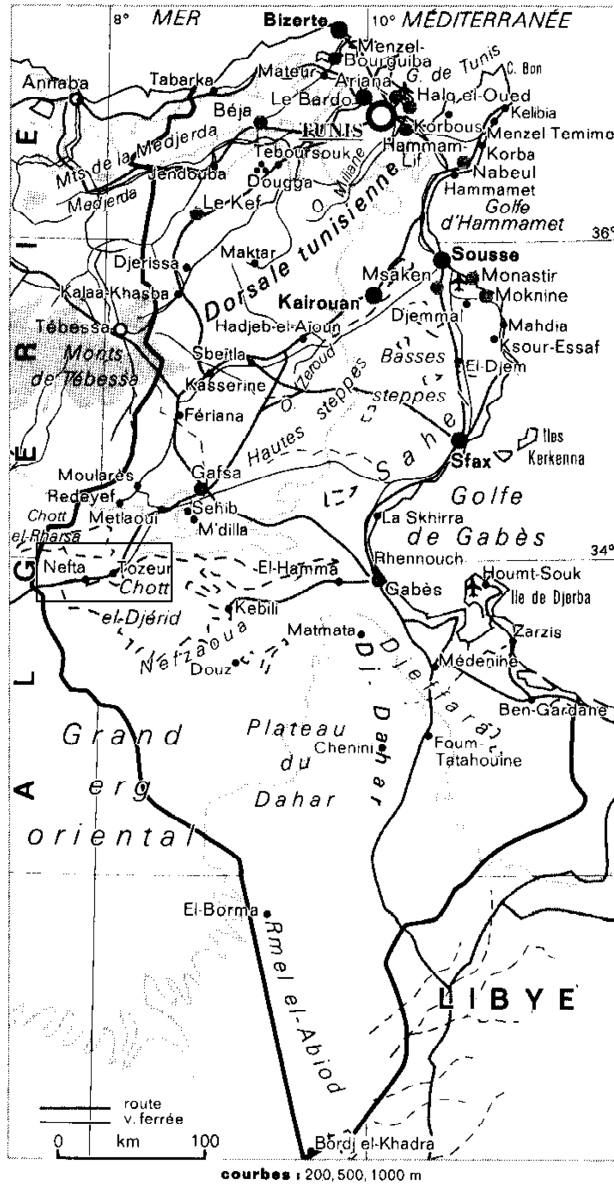 8° MER 10° MÉDITERRANÉE
Bizerte
Menzel-
Bourguiba
Mateur
G. de Tunis
C. Bon
Annaba
Tabarka
Ariana
Le Bardo
Halq-el-Oued
Kelibia
Béja
TUNIS
Korbous
Menzel Temime
Mts de la Medjerda
Teboursouk
Hammam-
Lif
Korba
Nabeul
Jendouba
Dougga
O. Miliane
Hammamet
Medjerda
Le Kef
Golfe
d'Hammamet
Dorsale tunisienne
36°
Djerissa
Maktar
Sousse
Kalaa-Khasba
Msaken
Monastir
Kairouan
Moknine
Tébessa
Hadjeb-el-Aïoun
Djemmal
Mahdia
Monts
de Tébessa
Sbeïtla
Basses
steppes
Ksour-Essaf
Kasserine
O. Zeroud
El-Djem
Fériana
Hautes steppes
Sahel
Sfax
Iles
Kerkenna
Moularès
Gafsa
Redeyef
Sehib
Golfe
de Gabès
Metlaoui
M'dilla
La Skhirra
Chott
el-Rharsa
34°
Nefta
Tozeur
El-Hamma
Rhennouch
Houmt-Souk
Chott
el-Djérid
Gabès
Ile de Djerba
Kebili
Nefzaoua
Matmata
Zarzis
Douz
Djeffara
Médenine
Dj. Dahar
Ben-Gardane
Grand
erg
oriental
Plateau
du
Dahar
Chenini
Foum-
Tatahouine
El-Borma
Rmel el-Abiod
ALGÉRIE
LIBYE
route
v. ferrée
0 km 100
Bordj el-Khadra
courbes : 200, 500, 1000 m